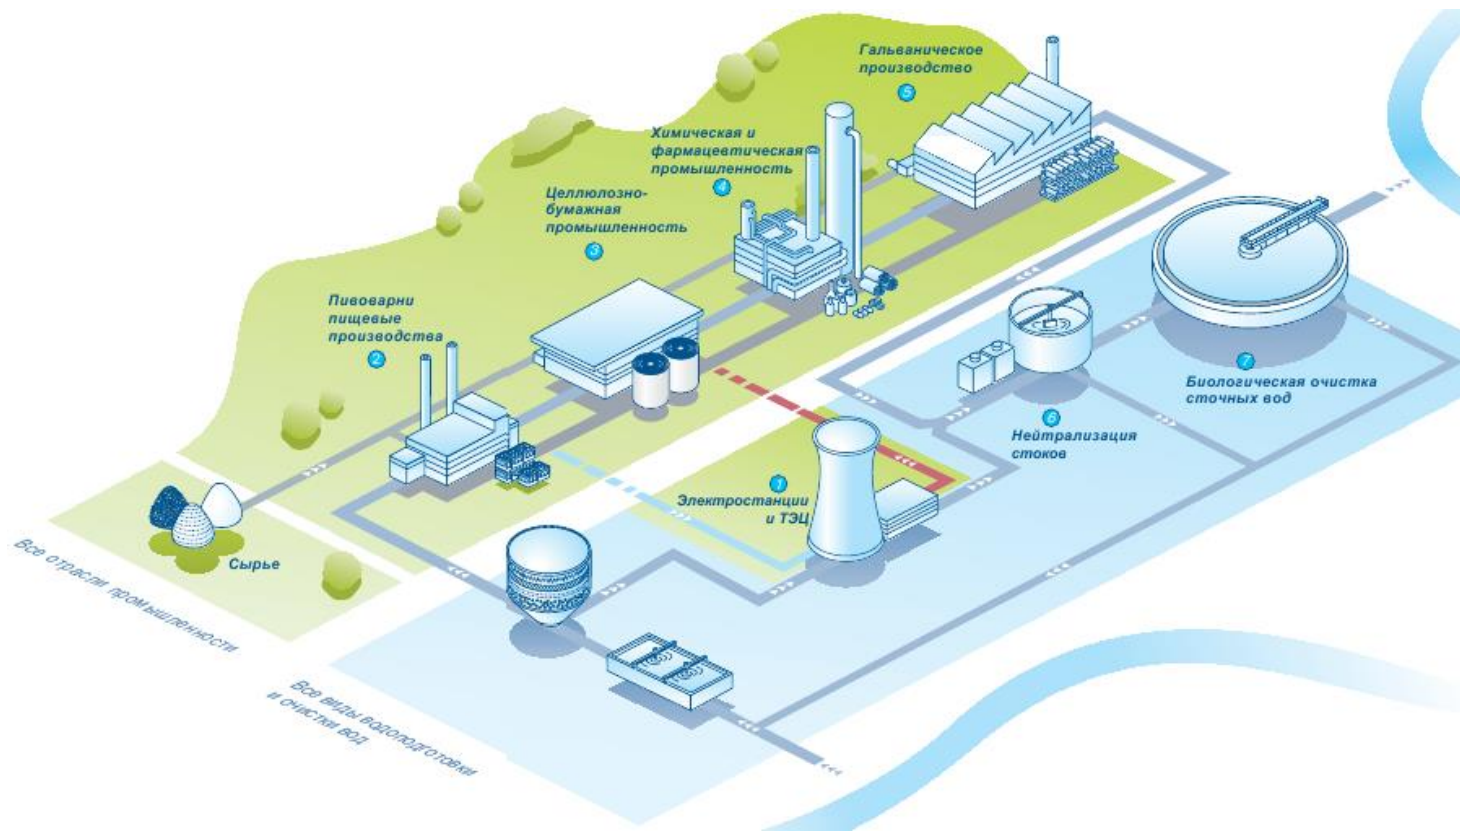 Гальваническое
производство
5
Химическая и
фармацевтическая
промышленность
4
Целлюлозно-
бумажная
промышленность
3
Пивоварни
пищевые
производства
2
7
Биологическая очистка
сточных вод
6
Нейтрализация
стоков
1
Электростанции
и ТЭЦ
Сырье
Все отрасли промышленности
Все виды водоподготовки
и очистки вод